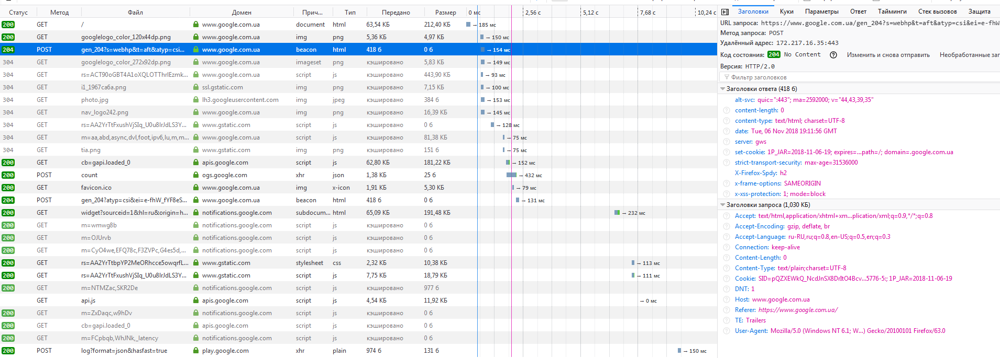 Статус Метод Файл Домен Прич... Тип Передано Размер 0 мс 2,56 с 5,12 с 7,68 с 10,24 с
200 GET / www.google.com.ua document html 63,54 КБ 212,40 КБ → 185 мс
200 GET googlelogo_color_120x44dp.png www.google.com.ua img png 5,36 КБ 4,97 КБ → 150 мс
204 POST gen_204?s=webhp&t=aft&atyp=csi... www.google.com.ua beacon html 418 б 0 б → 154 мс
304 GET googlelogo_color_272x92dp.png www.google.com.ua imageset png кэшировано 5,83 КБ → 149 мс
304 GET rs=ACT90oGBT4A1oXQLOTThrIEzmk... www.google.com.ua script js кэшировано 443,90 КБ → 93 мс
304 GET i1_1967ca6a.png ssl.gstatic.com img png кэшировано 7,15 КБ → 100 мс
304 GET photo.jpg lh3.googleusercontent.com img jpeg кэшировано 384 б → 153 мс
304 GET nav_logo242.png www.google.com.ua img png кэшировано 16,39 КБ → 145 мс
304 GET rs=AA2YrTtFxushVjSIq_U0u8IrJdLS3Y... www.gstatic.com script js кэшировано 0 б → 128 мс
304 GET m=aa,abd,async,dvl,foot,ipv6,lu,m,m... www.google.com.ua script js кэшировано 81,38 КБ → 75 мс
304 GET tia.png www.gstatic.com img png кэшировано 151 б → 75 мс
200 GET cb=gapi.loaded_0 apis.google.com script js 62,80 КБ 181,22 КБ → 152 мс
200 POST count ogs.google.com xhr json 1,38 КБ 25 б → 432 мс
200 GET favicon.ico www.google.com.ua img x-icon 1,91 КБ 5,30 КБ → 79 мс
204 POST gen_204?atyp=csi&ei=e-fhW_fYF8eS... www.google.com.ua beacon html 418 б 0 б → 131 мс
200 GET widget?sourceid=1&hl=ru&origin=h... notifications.google.com subdocum... html 65,09 КБ 191,48 КБ → 232 мс
200 GET m=wmwg8b notifications.google.com script js кэшировано 0 б
200 GET m=OJUrvb notifications.google.com script js кэшировано 0 б
200 GET m=CyO4we,EFQ78c,F3ZVPc,G4es5d,... notifications.google.com script js кэшировано 0 б
200 GET rs=AA2YrTtbpYP2MeORhcce5owqrfL... www.gstatic.com stylesheet css 2,32 КБ 10,38 КБ → 113 мс
200 GET rs=AA2YrTtFxushVjSIq_U0u8IrJdLS3Y... www.gstatic.com script js 7,75 КБ 18,79 КБ → 111 мс
200 GET m=NTMZac,SKR2De notifications.google.com script js кэшировано 977 б
GET api.js apis.google.com script js 4,54 КБ 11,92 КБ → 0 мс
200 GET m=ZxDaqc,w9hDv notifications.google.com script js кэшировано 0 б
200 GET cb=gapi.loaded_0 apis.google.com script js кэшировано 0 б
200 GET m=FCpbqb,WhJNk,_latency notifications.google.com script js кэшировано 0 б
200 POST log?format=json&hasfast=true play.google.com xhr plain 974 б 131 б → 150 мс
Заголовки Куки Параметры Ответ Тайминги Стек вызовов Защита
URL запроса: https://www.google.com.ua/gen_204?s=webhp&t=aft&atyp=csi&ei=e-fhW
Метод запроса: POST
Удалённый адрес: 172.217.16.35:443
Код состояния: 204 No Content Изменить и снова отправить Необработанные заг
Версия: HTTP/2.0
Фильтр заголовков
Заголовки ответа (418 б)
alt-svc: quic=":443"; ma=2592000; v="44,43,39,35"
content-length: 0
content-type: text/html; charset=UTF-8
date: Tue, 06 Nov 2018 19:11:56 GMT
server: gws
set-cookie: 1P_JAR=2018-11-06-19; expires=...path=/; domain=.google.com.ua
strict-transport-security: max-age=31536000
X-Firefox-Spdy: h2
x-frame-options: SAMEORIGIN
x-xss-protection: 1; mode=block
Заголовки запроса (1,030 КБ)
Accept: text/html,application/xhtml+xm...plication/xml;q=0.9,*/*;q=0.8
Accept-Encoding: gzip, deflate, br
Accept-Language: ru-RU,ru;q=0.8,en-US;q=0.5,en;q=0.3
Connection: keep-alive
Content-Length: 0
Content-Type: text/plain;charset=UTF-8
Cookie: SID=pQZXEWkQ_NcdJnSX8DrItO4Bcv...5776-5:; 1P_JAR=2018-11-06-19
DNT: 1
Host: www.google.com.ua
Referer: https://www.google.com.ua/
TE: Trailers
User-Agent: Mozilla/5.0 (Windows NT 6.1; W...) Gecko/20100101 Firefox/63.0